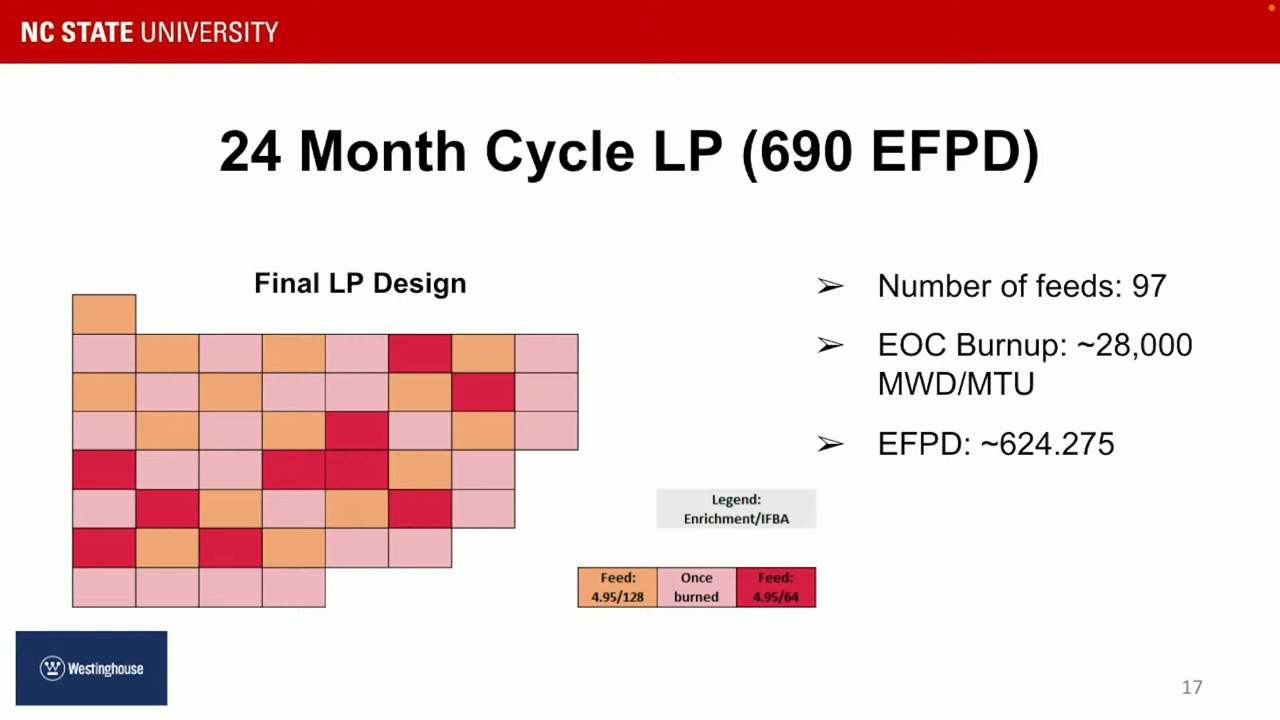 NC STATE UNIVERSITY
24 Month Cycle LP (690 EFPD)
Final LP Design
➢ Number of feeds: 97
➢ EOC Burnup: ~28,000
MWD/MTU
➢ EFPD: ~624.275
Legend:
Enrichment/IFBA
Feed:
4.95/128
Once
burned
Feed:
4.95/64
Westinghouse
17